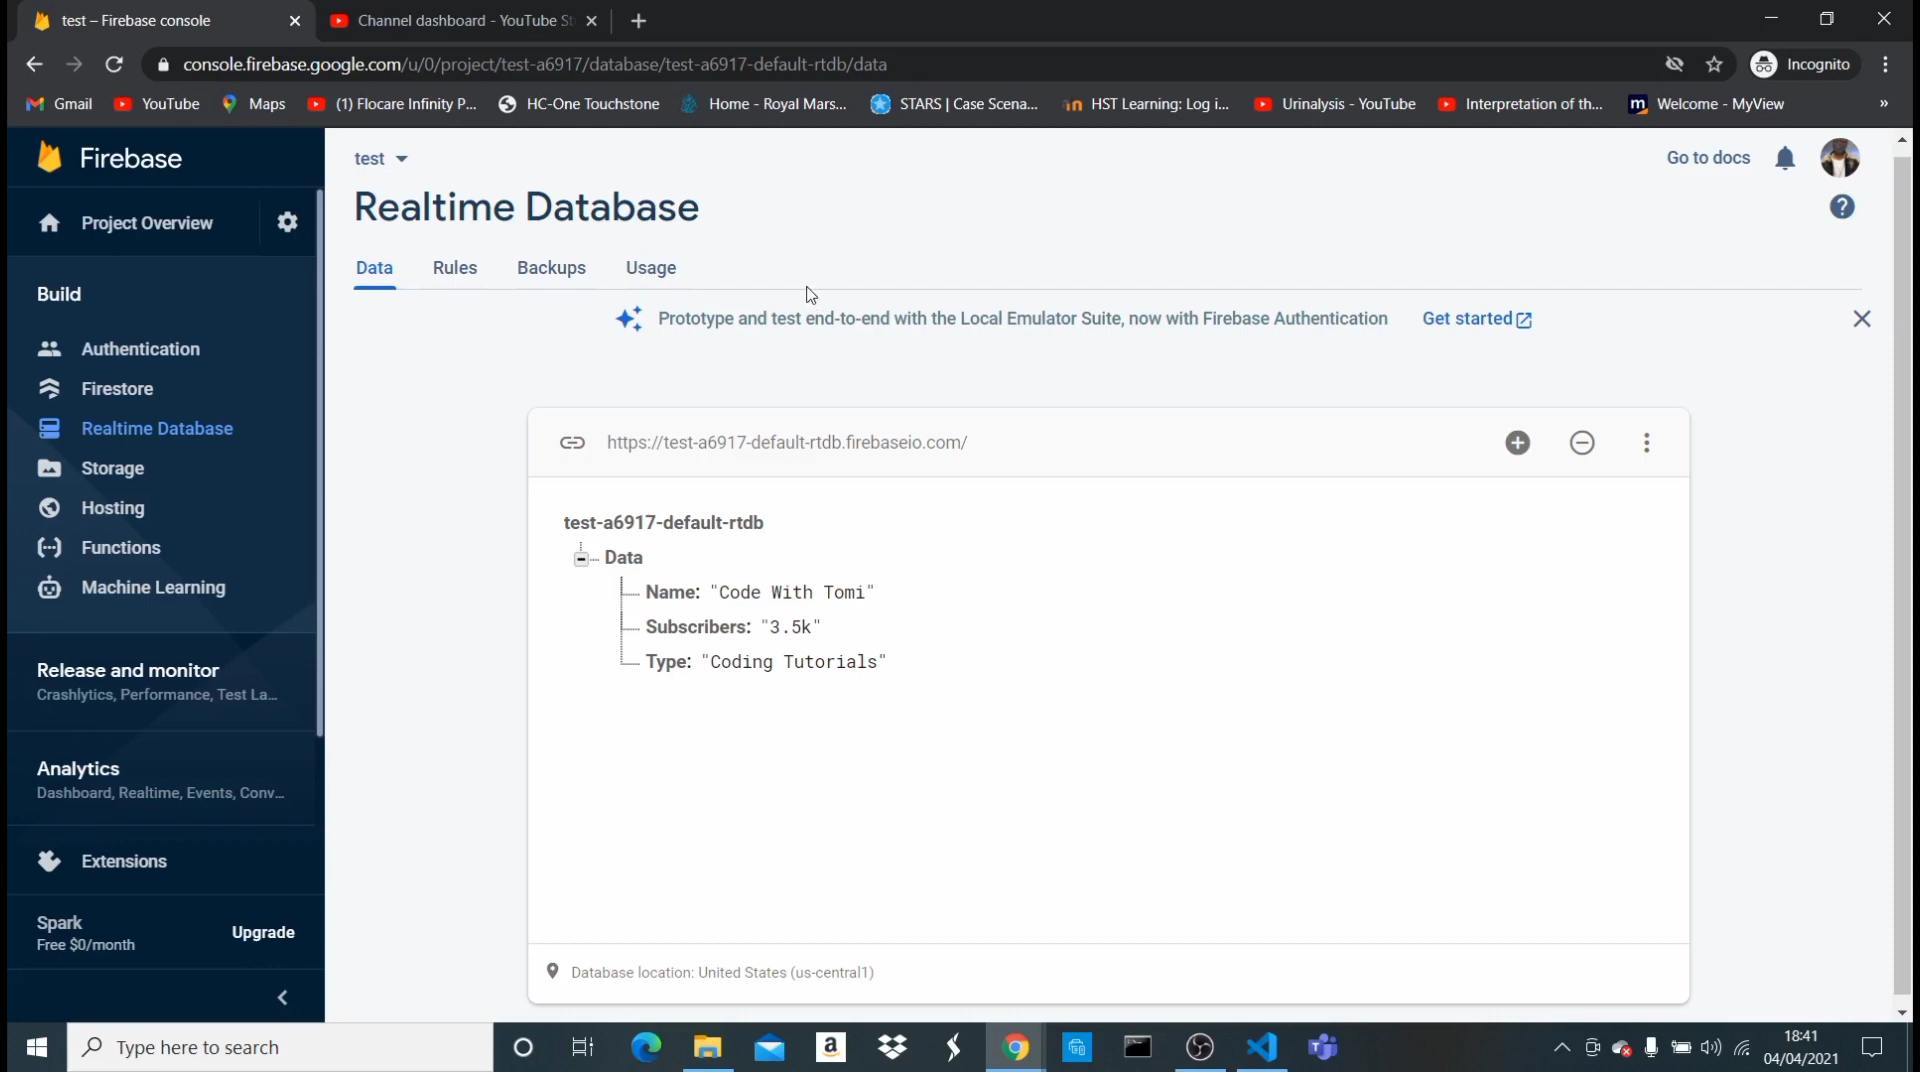 test – Firebase console
Channel dashboard - YouTube St
console.firebase.google.com/u/0/project/test-a6917/database/test-a6917-default-rtdb/data
Incognito
Gmail
YouTube
Maps
(1) Flocare Infinity P...
HC-One Touchstone
Home - Royal Mars...
STARS | Case Scena...
HST Learning: Log i...
Urinalysis - YouTube
Interpretation of th...
Welcome - MyView
»
Firebase
test
Go to docs
Realtime Database
Project Overview
Data
Rules
Backups
Usage
Prototype and test end-to-end with the Local Emulator Suite, now with Firebase Authentication
Get started
Build
Authentication
Firestore
Realtime Database
Storage
Hosting
Functions
Machine Learning
Release and monitor
Crashlytics, Performance, Test La...
Analytics
Dashboard, Realtime, Events, Conv...
Extensions
Spark
Free $0/month
Upgrade
https://test-a6917-default-rtdb.firebaseio.com/
test-a6917-default-rtdb
Data
Name: "Code With Tomi"
Subscribers: "3.5k"
Type: "Coding Tutorials"
Database location: United States (us-central1)
Type here to search
18:41
04/04/2021